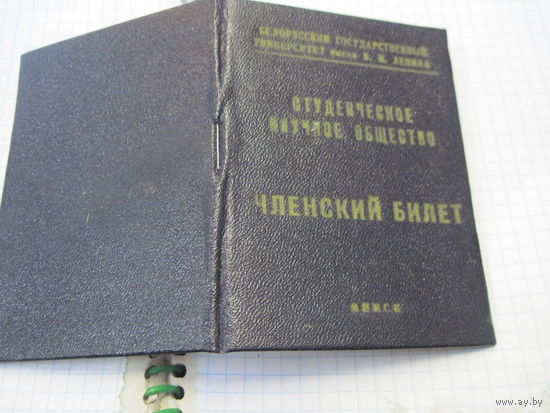 БЕЛОРУССКИЙ ГОСУДАРСТВЕННЫЙ
УНИВЕРСИТЕТ имени В. И. ЛЕНИНА
СТУДЕНЧЕСКОЕ
НАУЧНОЕ ОБЩЕСТВО
ЧЛЕНСКИЙ БИЛЕТ
МИНСК
www.ay.by